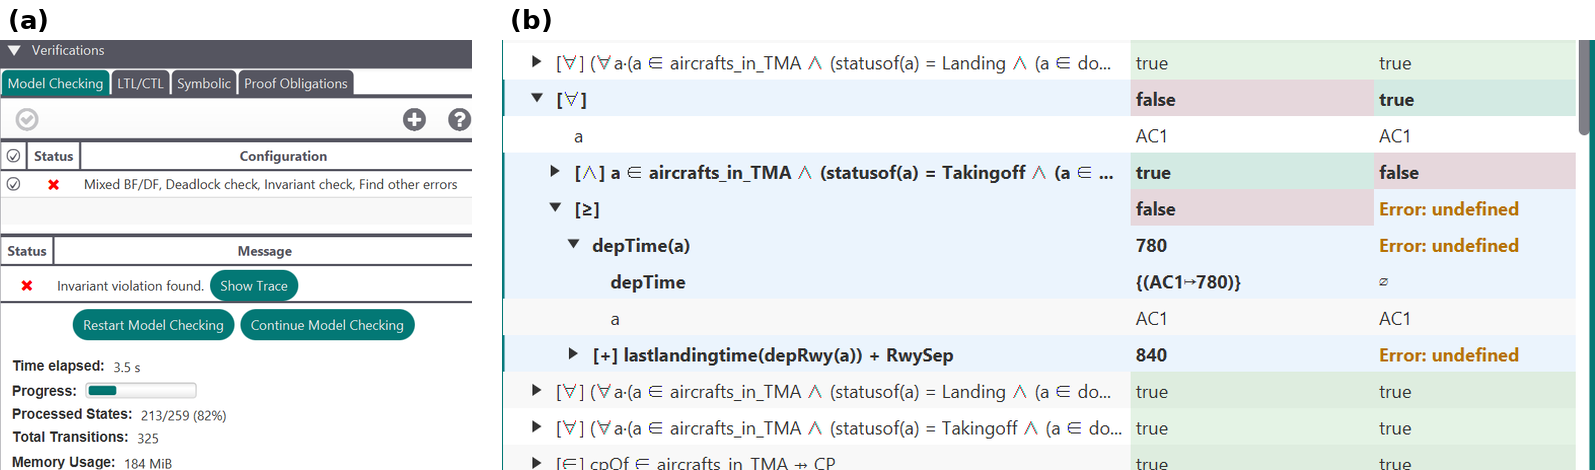 (a)
Verifications
Model Checking LTL/CTL Symbolic Proof Obligations
Status Configuration
Mixed BF/DF, Deadlock check, Invariant check, Find other errors
Status Message
Invariant violation found. Show Trace
Restart Model Checking Continue Model Checking
Time elapsed: 3.5 s
Progress:
Processed States: 213/259 (82%)
Total Transitions: 325
Memory Usage: 184 MiB
(b)
[∀] (∀a·(a ∈ aircrafts_in_TMA ∧ (statusof(a) = Landing ∧ (a ∈ do... true true
[∀] false true
a AC1 AC1
[∧] a ∈ aircrafts_in_TMA ∧ (statusof(a) = Takingoff ∧ (a ∈ ... true false
[≥] false Error: undefined
depTime(a) 780 Error: undefined
depTime {(AC1↦780)} ∅
a AC1 AC1
[+] lastlandingtime(depRwy(a)) + RwySep 840 Error: undefined
[∀] (∀a·(a ∈ aircrafts_in_TMA ∧ (statusof(a) = Landing ∧ (a ∈ do... true true
[∀] (∀a·(a ∈ aircrafts_in_TMA ∧ (statusof(a) = Takingoff ∧ (a ∈ do... true true
[∈] cpOf ∈ aircrafts_in_TMA ⇸ CP true true